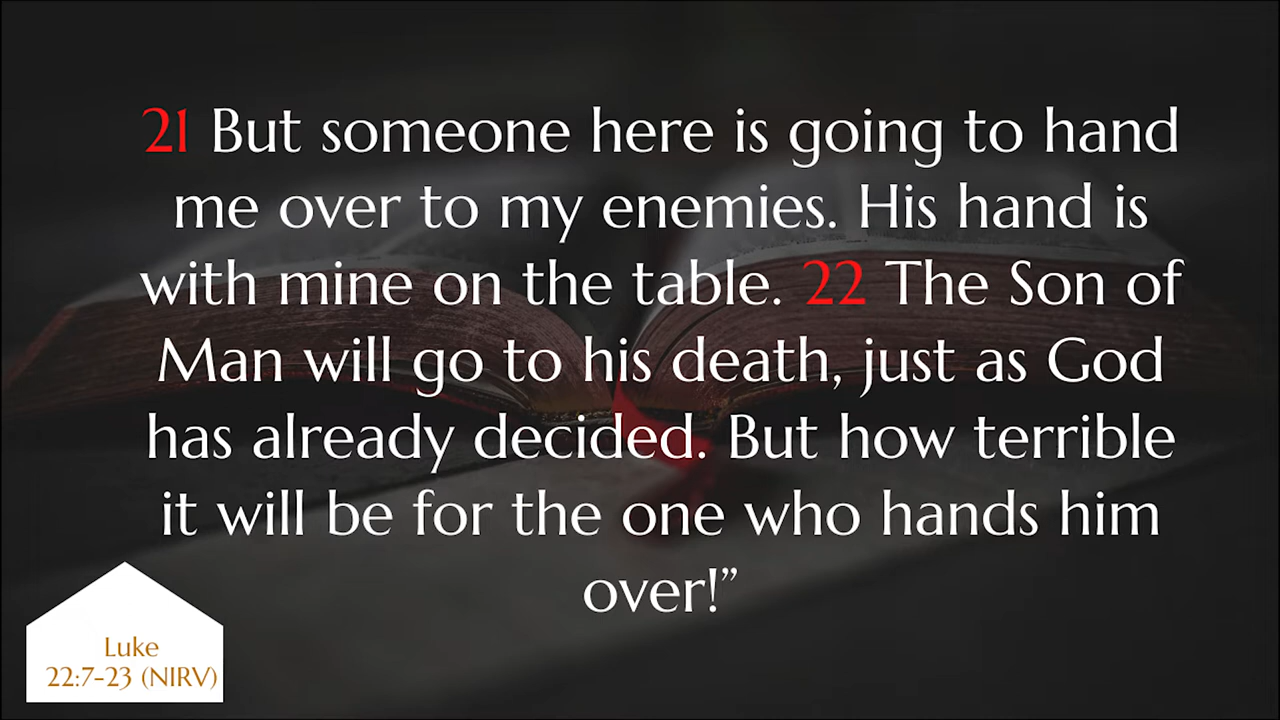 21 But someone here is going to hand
me over to my enemies. His hand is
with mine on the table. 22 The Son of
Man will go to his death, just as God
has already decided. But how terrible
it will be for the one who hands him
over!”
Luke
22:7-23 (NIRV)